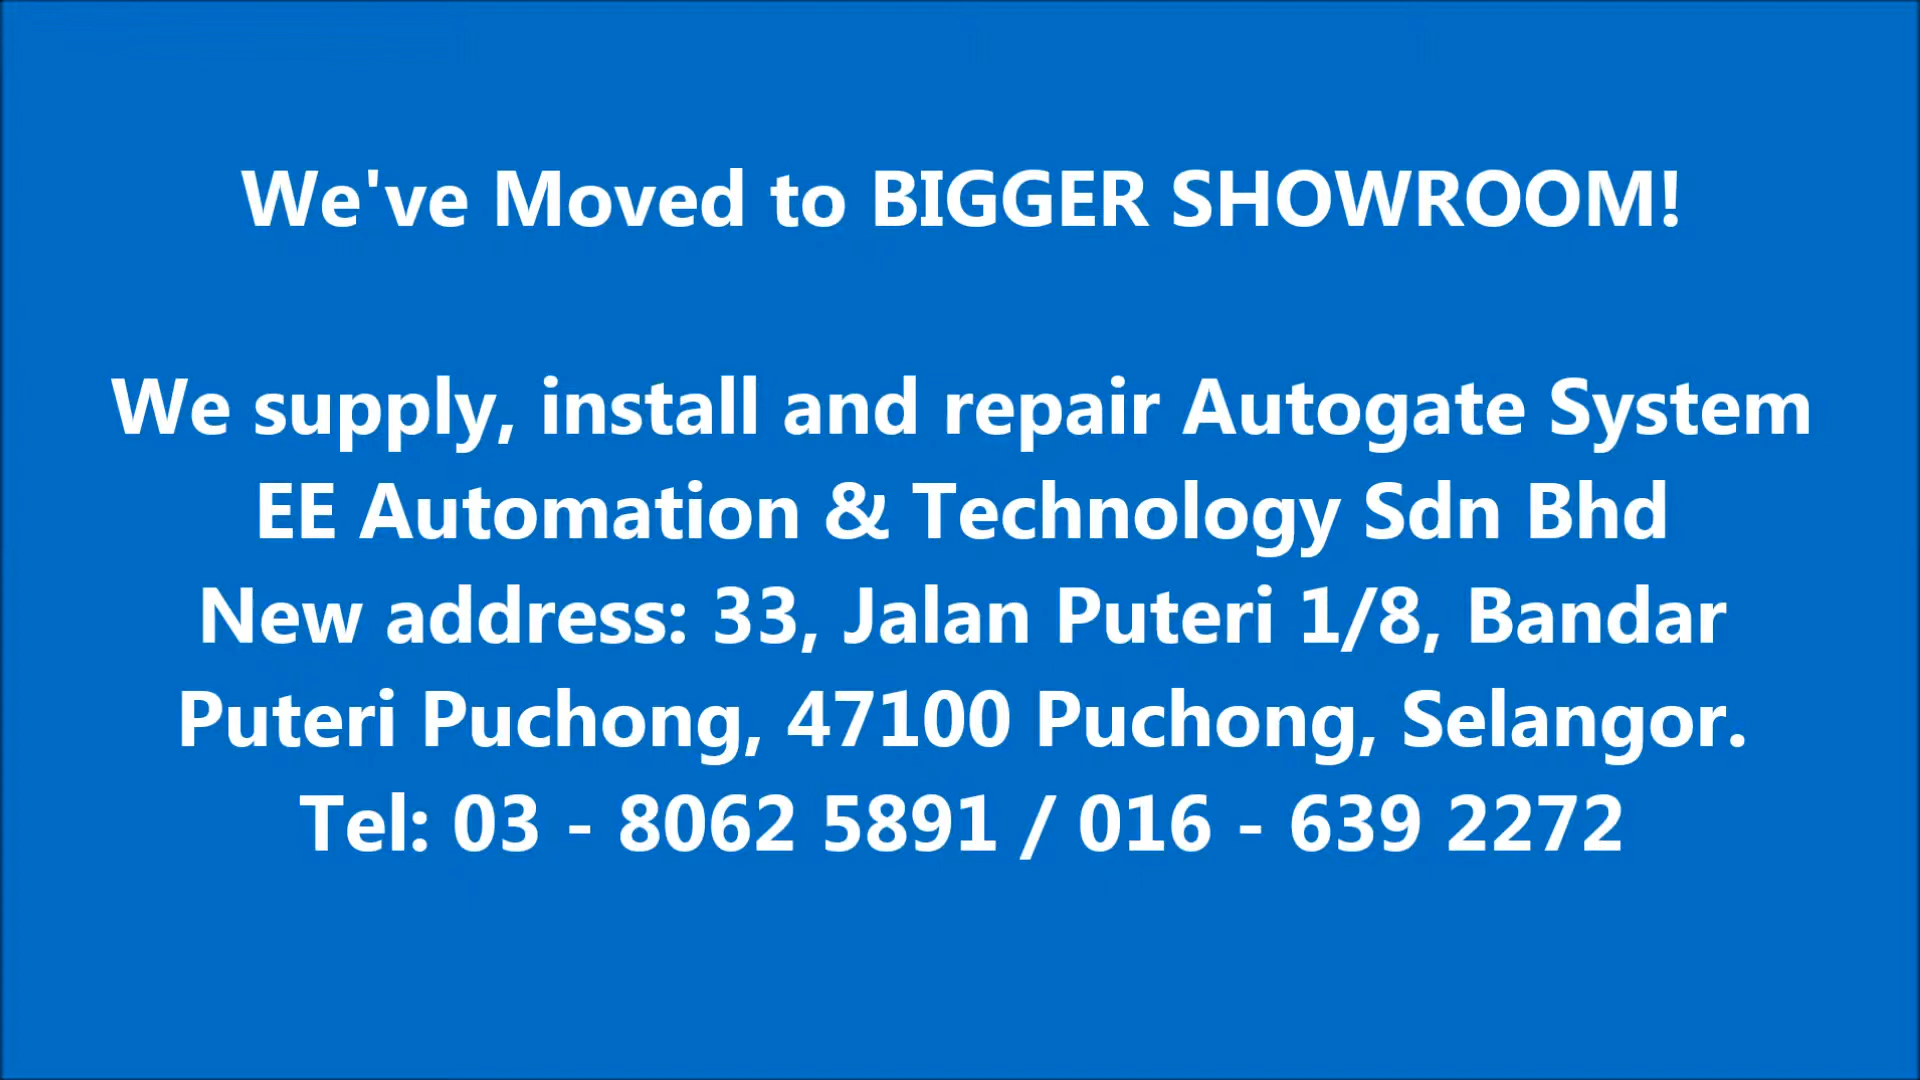 We've Moved to BIGGER SHOWROOM!
We supply, install and repair Autogate System
EE Automation & Technology Sdn Bhd
New address: 33, Jalan Puteri 1/8, Bandar
Puteri Puchong, 47100 Puchong, Selangor.
Tel: 03 - 8062 5891 / 016 - 639 2272